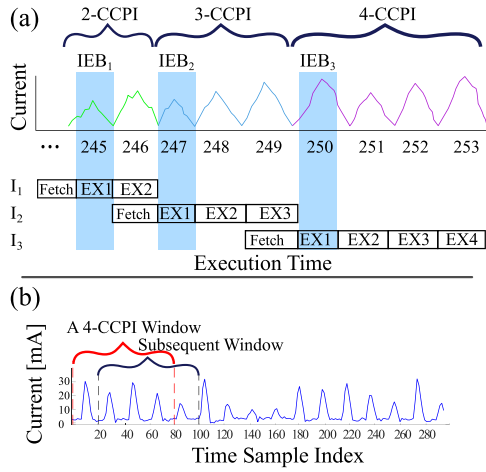 (a)
2-CCPI 3-CCPI 4-CCPI
IEB1 IEB2 IEB3
Current
... 245 246 247 248 249 250 251 252 253
I1 Fetch EX1 EX2
I2 Fetch EX1 EX2 EX3
I3 Fetch EX1 EX2 EX3 EX4
Execution Time
(b)
A 4-CCPI Window
Subsequent Window
Current [mA]
30
20
10
0
20 40 60 80 100 120 140 160 180 200 220 240 260 280
Time Sample Index